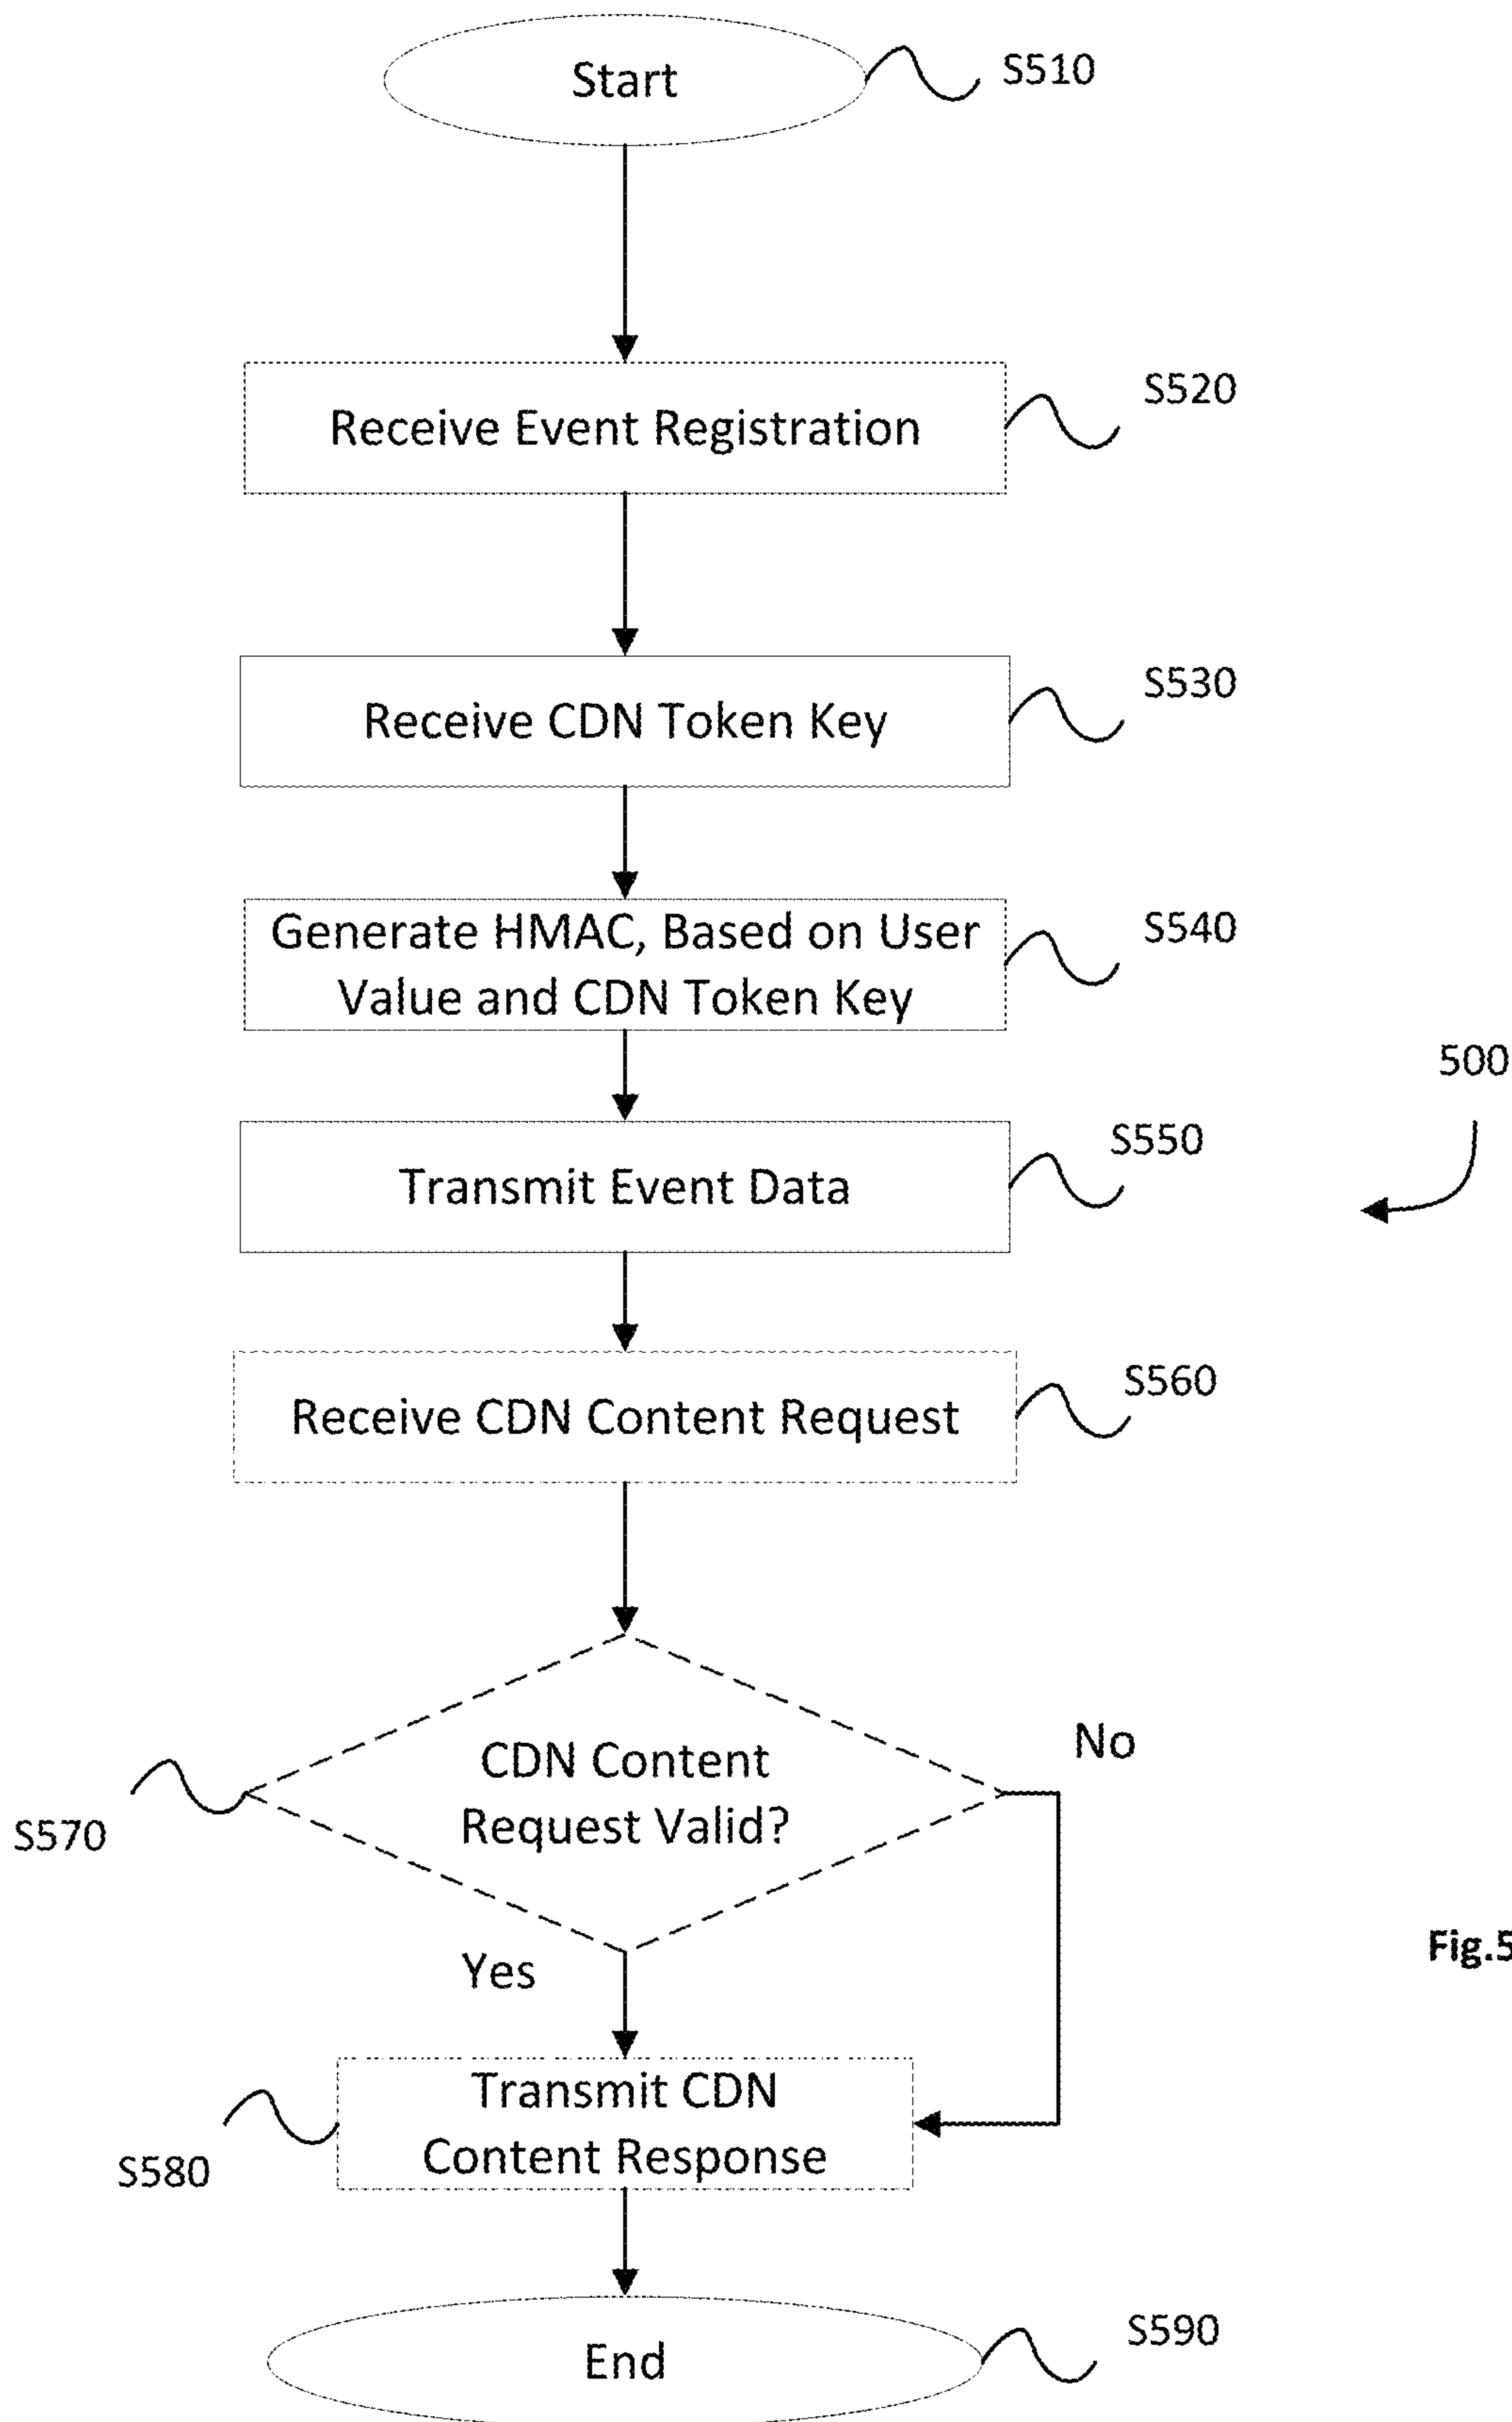 Start
S510
Receive Event Registration
S520
Receive CDN Token Key
S530
Generate HMAC, Based on User
Value and CDN Token Key
S540
500
Transmit Event Data
S550
Receive CDN Content Request
S560
CDN Content
Request Valid?
No
S570
Yes
Fig.5
Transmit CDN
Content Response
S580
End
S590